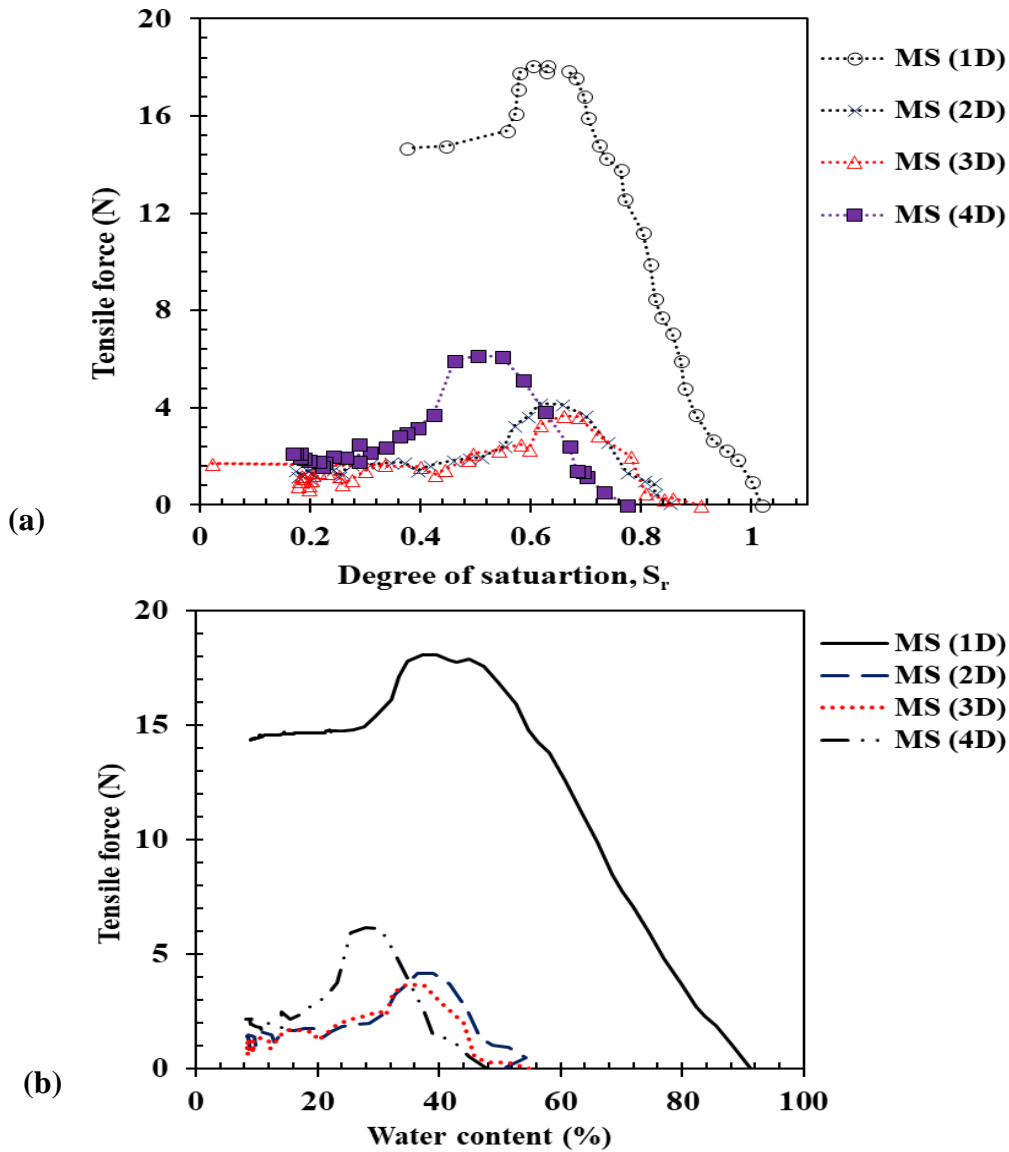 20
16
12
8
4
0
Tensile force (N)
0
0.2
0.4
0.6
0.8
1
Degree of satuartion, Sr
MS (1D)
MS (2D)
MS (3D)
MS (4D)
(a)
20
15
10
5
0
Tensile force (N)
0
20
40
60
80
100
Water content (%)
MS (1D)
MS (2D)
MS (3D)
MS (4D)
(b)